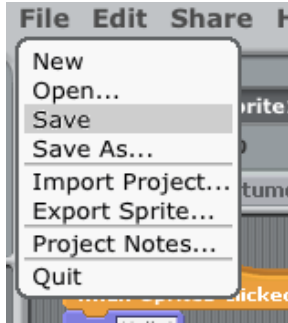 File Edit Share
New
Open...
Save
Save As...
Import Project...
Export Sprite...
Project Notes...
Quit